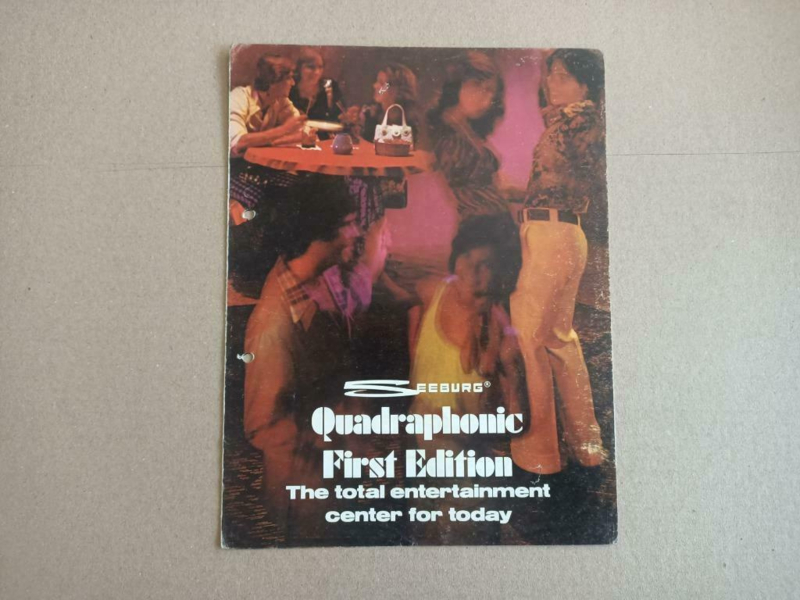 SEEBURG®
Quadraphonic
First Edition
The total entertainment
center for today